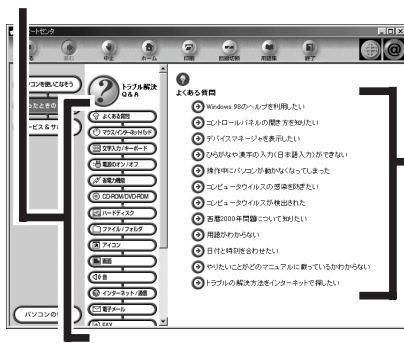 ートセンタ
中止
ホーム
印刷
回線切断
用語集
終了
コンを使いこなそう
ったときの
ービス＆サ
パソコンの
トラブル解決
Q＆A
よくある質問
マウス/インターネットパッド
文字入力/キーボード
電源のオン/オフ
省電力機能
CD-ROM/DVD-ROM
ハードディスク
ファイル/フォルダ
アイコン
画面
音
インターネット/通信
電子メール
FAX
よくある質問
Windows 98のヘルプを利用したい
コントロールパネルの開き方を知りたい
デバイスマネージャを表示したい
ひらがなや漢字の入力(日本語入力)ができない
操作中にパソコンが動かなくなってしまった
コンピュータウイルスの感染を防ぎたい
コンピュータウイルスが検出された
西暦2000年問題について知りたい
用語がわからない
日付と時刻を合わせたい
やりたいことがどのマニュアルに載っているかわからない
トラブルの解決方法をインターネットで探したい